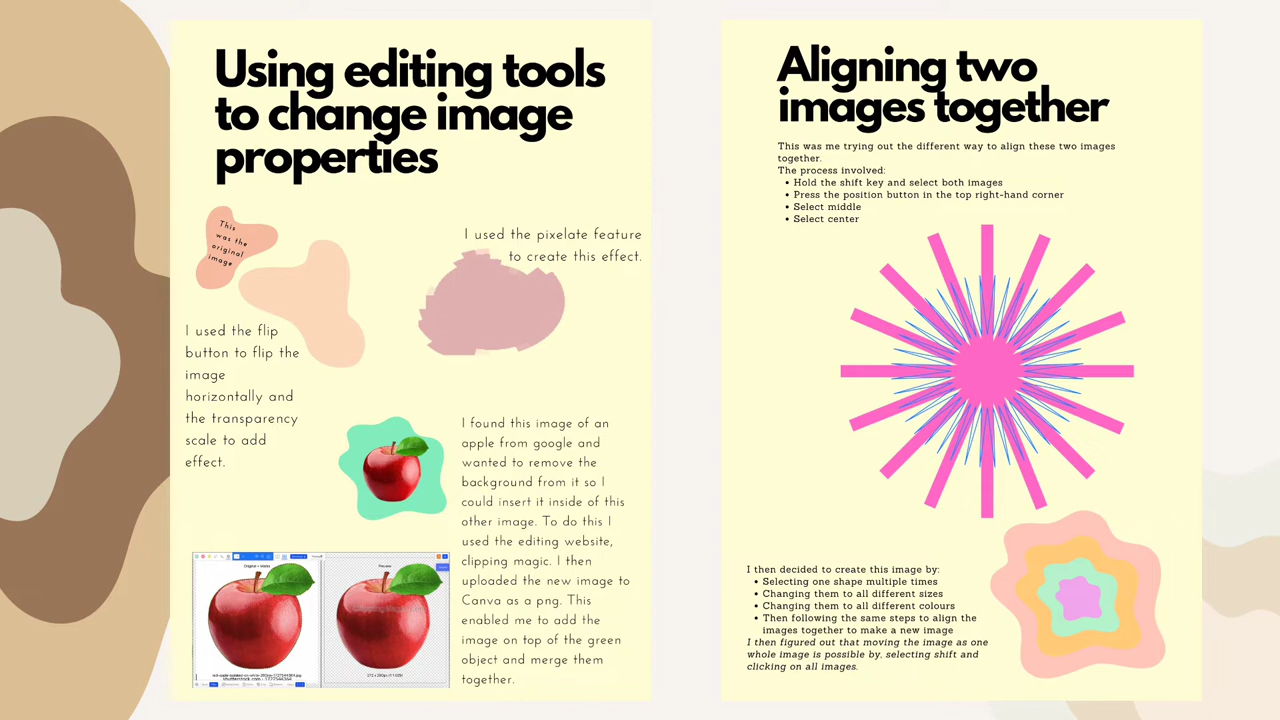 Using editing tools
to change image
properties
This
was the
original
image
I used the pixelate feature
to create this effect.
I used the flip
button to flip the
image
horizontally and
the transparency
scale to add
effect.
I found this image of an
apple from google and
wanted to remove the
background from it so I
could insert it inside of this
other image. To do this I
used the editing website,
clipping magic. I then
uploaded the new image to
Canva as a png. This
enabled me to add the
image on top of the green
object and merge them
together.
Original + Marks
Preview
Aligning two
images together
This was me trying out the different way to align these two images
together.
The process involved:
• Hold the shift key and select both images
• Press the position button in the top right-hand corner
• Select middle
• Select center
I then decided to create this image by:
• Selecting one shape multiple times
• Changing them to all different sizes
• Changing them to all different colours
• Then following the same steps to align the
images together to make a new image
I then figured out that moving the image as one
whole image is possible by, selecting shift and
clicking on all images.